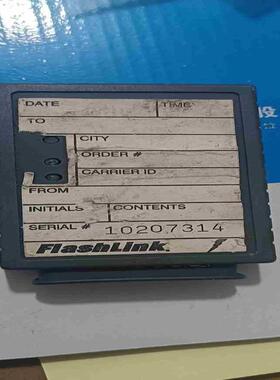 DATE TIME
TO
CITY
ORDER #
CARRIER ID
FROM
INITIALS CONTENTS
SERIAL # 10207314
FlashLink